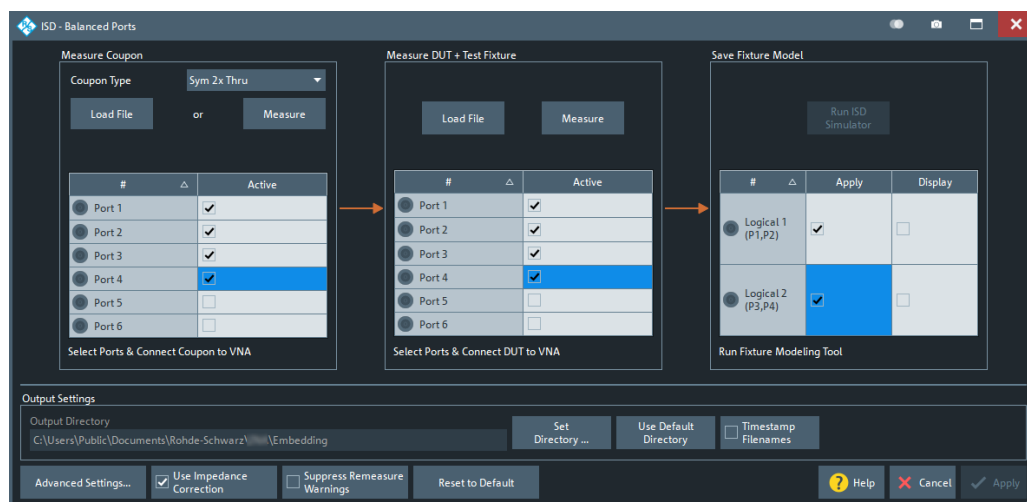 ISD - Balanced Ports
Measure Coupon
Coupon Type
Sym 2x Thru
Load File
or
Measure
#
Active
Port 1
Port 2
Port 3
Port 4
Port 5
Port 6
Select Ports & Connect Coupon to VNA
Measure DUT + Test Fixture
Load File
Measure
#
Active
Port 1
Port 2
Port 3
Port 4
Port 5
Port 6
Select Ports & Connect DUT to VNA
Save Fixture Model
Run ISD
Simulator
#
Apply
Display
Logical 1
(P1,P2)
Logical 2
(P3,P4)
Run Fixture Modeling Tool
Output Settings
Output Directory
C:\Users\Public\Documents\Rohde-Schwarz\ \Embedding
Set
Directory ...
Use Default
Directory
Timestamp
Filenames
Advanced Settings...
Use Impedance
Correction
Suppress Remeasure
Warnings
Reset to Default
? Help
Cancel
Apply